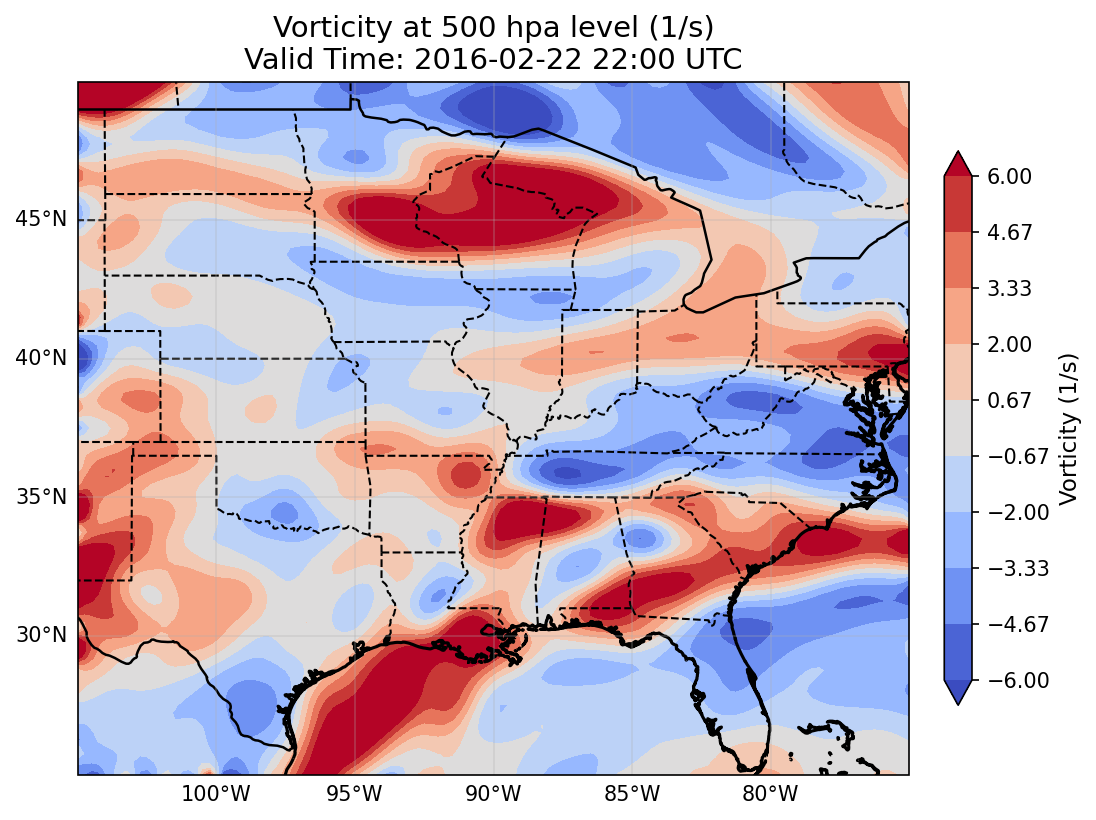 Vorticity at 500 hpa level (1/s)
Valid Time: 2016-02-22 22:00 UTC
45°N
40°N
35°N
30°N
100°W
95°W
90°W
85°W
80°W
6.00
4.67
3.33
2.00
0.67
−0.67
−2.00
−3.33
−4.67
−6.00
Vorticity (1/s)